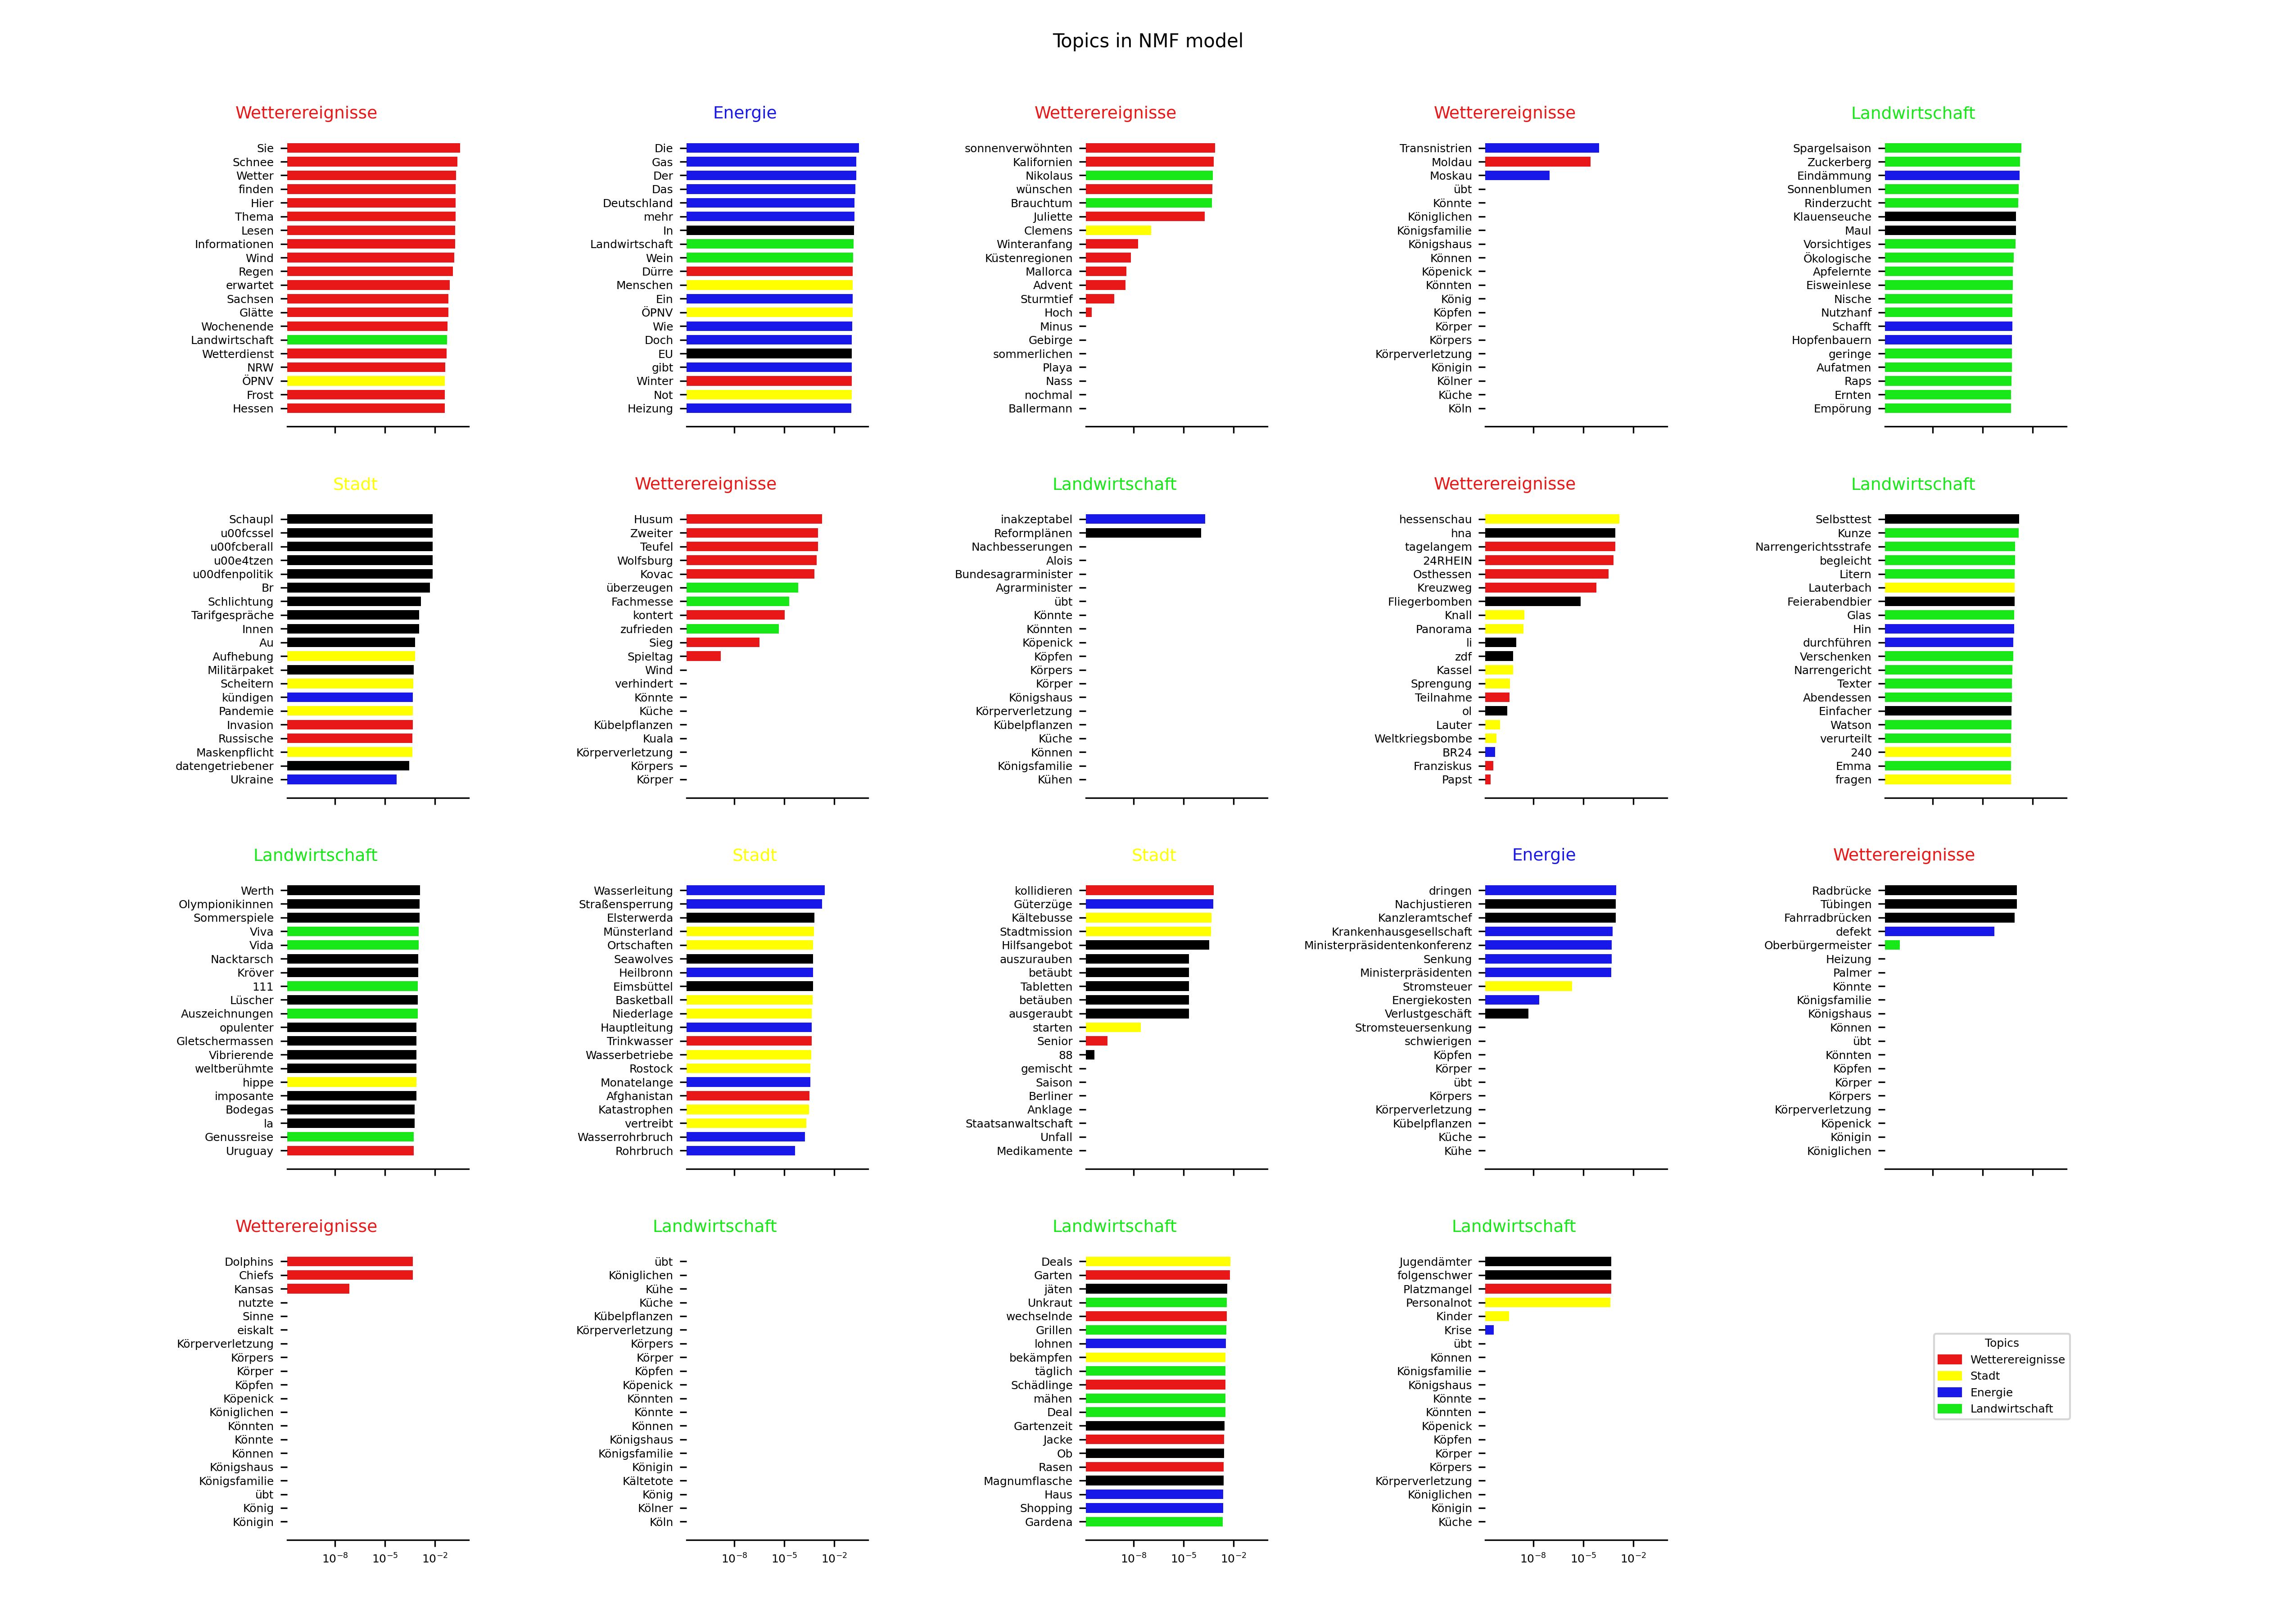 Topics in NMF model
Wetterereignisse
Sie
Schnee
Wetter
finden
Hier
Thema
Lesen
Informationen
Wind
Regen
erwartet
Sachsen
Glätte
Wochenende
Landwirtschaft
Wetterdienst
NRW
ÖPNV
Frost
Hessen
Energie
Die
Gas
Der
Das
Deutschland
mehr
In
Landwirtschaft
Wein
Dürre
Menschen
Ein
ÖPNV
Wie
Doch
EU
gibt
Winter
Not
Heizung
Wetterereignisse
sonnenverwöhnten
Kalifornien
Nikolaus
wünschen
Brauchtum
Juliette
Clemens
Winteranfang
Küstenregionen
Mallorca
Advent
Sturmtief
Hoch
Minus
Gebirge
sommerlichen
Playa
Nass
nochmal
Ballermann
Wetterereignisse
Transnistrien
Moldau
Moskau
übt
Könnte
Königlichen
Königsfamilie
Königshaus
Können
Köpenick
Könnten
König
Köpfen
Körper
Körpers
Körperverletzung
Königin
Kölner
Küche
Köln
Landwirtschaft
Spargelsaison
Zuckerberg
Eindämmung
Sonnenblumen
Rinderzucht
Klauenseuche
Maul
Vorsichtiges
Ökologische
Apfelernte
Eisweinlese
Nische
Nutzhanf
Schafft
Hopfenbauern
geringe
Aufatmen
Raps
Ernten
Empörung
Stadt
Schaupl
u00fcssel
u00fcberall
u00e4tzen
u00dfenpolitik
Br
Schlichtung
Tarifgespräche
Innen
Au
Aufhebung
Militärpaket
Scheitern
kündigen
Pandemie
Invasion
Russische
Maskenpflicht
datengetriebener
Ukraine
Wetterereignisse
Husum
Zweiter
Teufel
Wolfsburg
Kovac
überzeugen
Fachmesse
kontert
zufrieden
Sieg
Spieltag
Wind
verhindert
Könnte
Küche
Kübelpflanzen
Kuala
Körperverletzung
Körpers
Körper
Landwirtschaft
inakzeptabel
Reformplänen
Nachbesserungen
Alois
Bundesagrarminister
Agrarminister
übt
Könnte
Könnten
Köpenick
Köpfen
Körpers
Körper
Königshaus
Körperverletzung
Kübelpflanzen
Küche
Können
Königsfamilie
Kühen
Wetterereignisse
hessenschau
hna
tagelangem
24RHEIN
Osthessen
Kreuzweg
Fliegerbomben
Knall
Panorama
li
zdf
Kassel
Sprengung
Teilnahme
ol
Lauter
Weltkriegsbombe
BR24
Franziskus
Papst
Landwirtschaft
Selbsttest
Kunze
Narrengerichtsstrafe
begleicht
Litern
Lauterbach
Feierabendbier
Glas
Hin
durchführen
Verschenken
Narrengericht
Texter
Abendessen
Einfacher
Watson
verurteilt
240
Emma
fragen
Landwirtschaft
Werth
Olympionikinnen
Sommerspiele
Viva
Vida
Nacktarsch
Kröver
111
Lüscher
Auszeichnungen
opulenter
Gletschermassen
Vibrierende
weltberühmte
hippe
imposante
Bodegas
la
Genussreise
Uruguay
Stadt
Wasserleitung
Straßensperrung
Elsterwerda
Münsterland
Ortschaften
Seawolves
Heilbronn
Eimsbüttel
Basketball
Niederlage
Hauptleitung
Trinkwasser
Wasserbetriebe
Rostock
Monatelange
Afghanistan
Katastrophen
vertreibt
Wasserrohrbruch
Rohrbruch
Stadt
kollidieren
Güterzüge
Kältebusse
Stadtmission
Hilfsangebot
auszurauben
betäubt
Tabletten
betäuben
ausgeraubt
starten
Senior
88
gemischt
Saison
Berliner
Anklage
Staatsanwaltschaft
Unfall
Medikamente
Energie
dringen
Nachjustieren
Kanzleramtschef
Krankenhausgesellschaft
Ministerpräsidentenkonferenz
Senkung
Ministerpräsidenten
Stromsteuer
Energiekosten
Verlustgeschäft
Stromsteuersenkung
schwierigen
Köpfen
Körper
übt
Körpers
Körperverletzung
Kübelpflanzen
Küche
Kühe
Wetterereignisse
Radbrücke
Tübingen
Fahrradbrücken
defekt
Oberbürgermeister
Heizung
Palmer
Könnte
Königsfamilie
Königshaus
Können
übt
Könnten
Köpfen
Körper
Körpers
Körperverletzung
Köpenick
Königin
Königlichen
Wetterereignisse
Dolphins
Chiefs
Kansas
nutzte
Sinne
eiskalt
Körperverletzung
Körpers
Körper
Köpfen
Köpenick
Königlichen
Könnten
Könnte
Können
Königshaus
Königsfamilie
übt
König
Königin
10⁻⁸ 10⁻⁵ 10⁻²
Landwirtschaft
übt
Königlichen
Kühe
Küche
Kübelpflanzen
Körperverletzung
Körpers
Körper
Köpfen
Köpenick
Könnten
Könnte
Können
Königshaus
Königsfamilie
Königin
Kältetote
König
Kölner
Köln
10⁻⁸ 10⁻⁵ 10⁻²
Landwirtschaft
Deals
Garten
jäten
Unkraut
wechselnde
Grillen
lohnen
bekämpfen
täglich
Schädlinge
mähen
Deal
Gartenzeit
Jacke
Ob
Rasen
Magnumflasche
Haus
Shopping
Gardena
10⁻⁸ 10⁻⁵ 10⁻²
Landwirtschaft
Jugendämter
folgenschwer
Platzmangel
Personalnot
Kinder
Krise
übt
Können
Königsfamilie
Königshaus
Könnte
Könnten
Köpenick
Köpfen
Körper
Körpers
Körperverletzung
Königlichen
Königin
Küche
10⁻⁸ 10⁻⁵ 10⁻²
Topics
Wetterereignisse
Stadt
Energie
Landwirtschaft